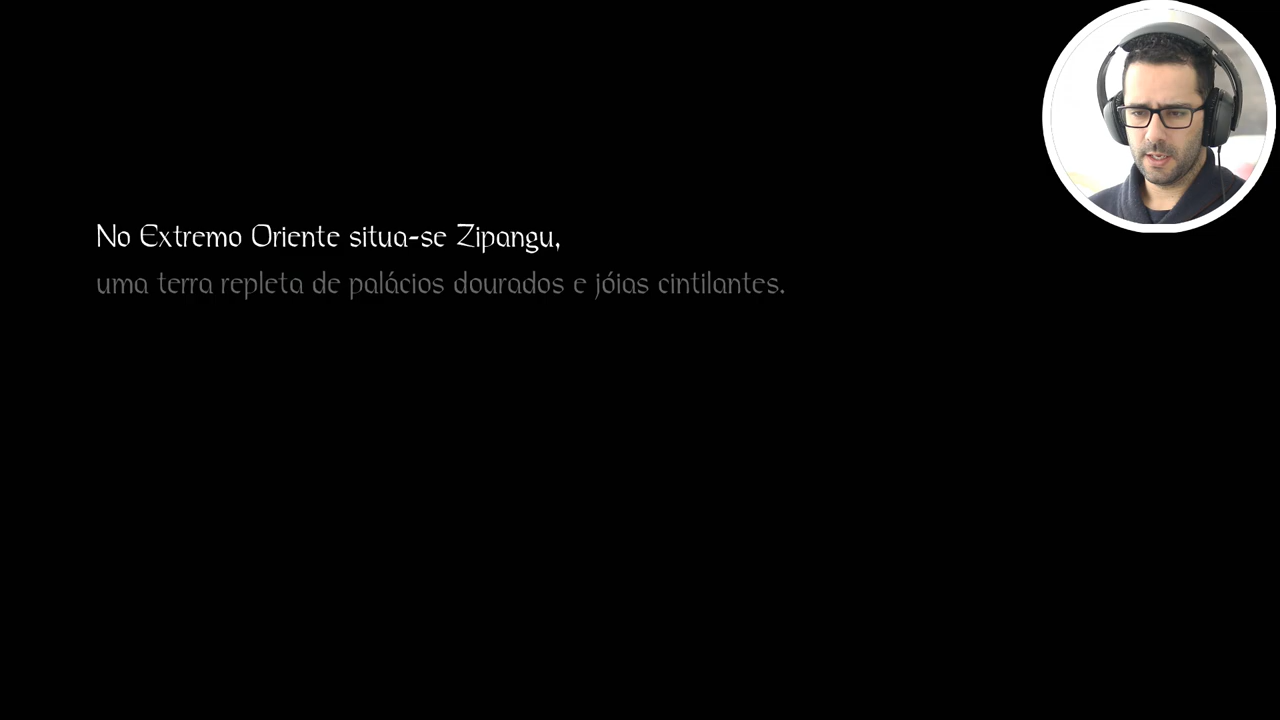 No Extremo Oriente situa-se Zipangu,
uma terra repleta de palácios dourados e jóias cintilantes.